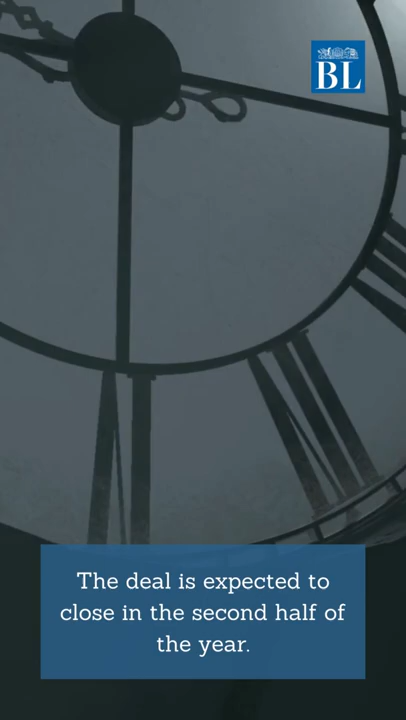 BL
The deal is expected to
close in the second half of
the year.